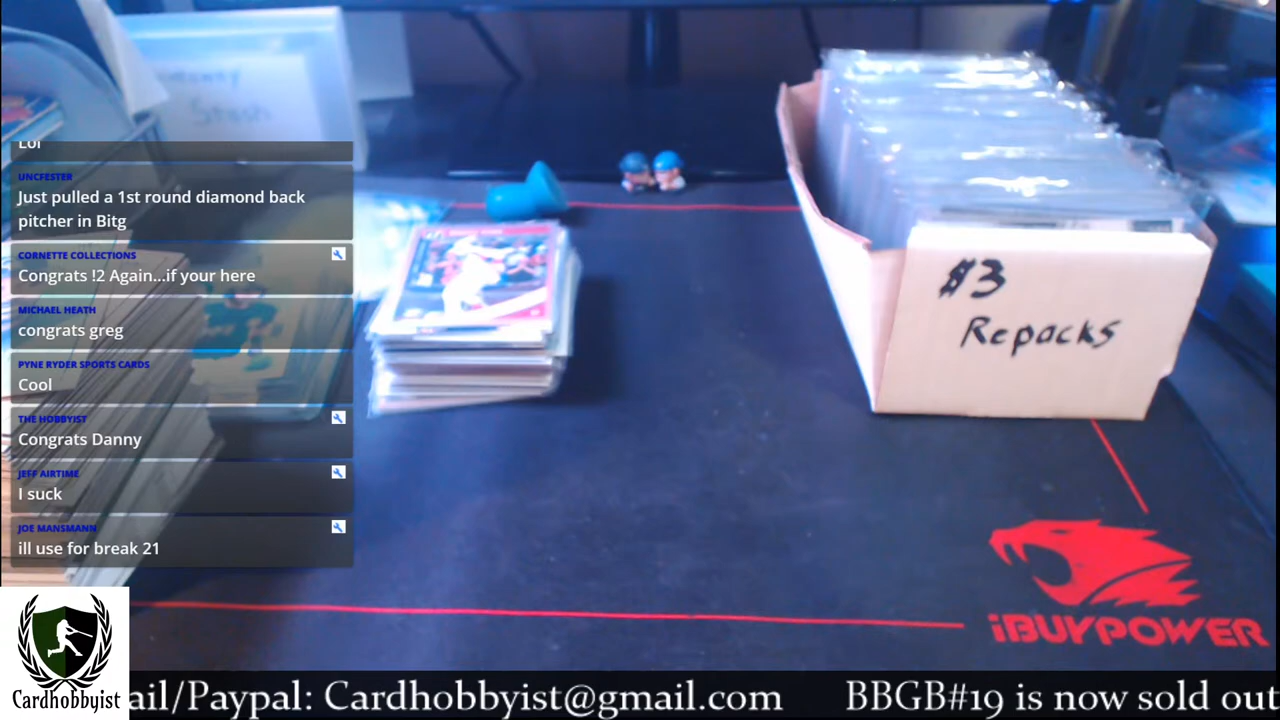 Stash
Lol
UNCFESTER
Just pulled a 1st round diamond back
pitcher in Bitg
CORNETTE COLLECTIONS
Congrats !2 Again...if your here
MICHAEL HEATH
congrats greg
PYNE RYDER SPORTS CARDS
Cool
THE HOBBYIST
Congrats Danny
JEFF AIRTIME
I suck
JOE MANSMANN
ill use for break 21
$3
Repacks
iBUYPOWER
Cardhobbyist
ail/Paypal: Cardhobbyist@gmail.com BBGB#19 is now sold out